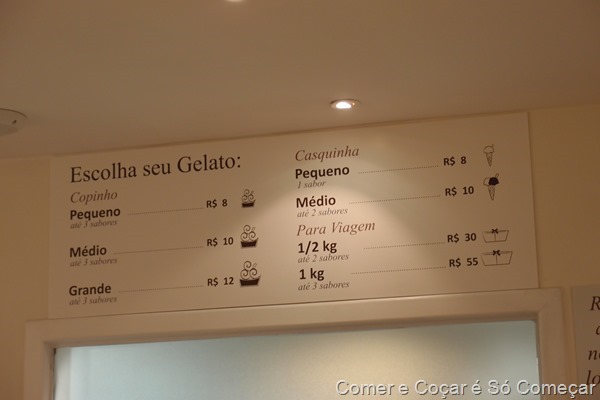 Escolha seu Gelato:
Copinho
Pequeno R$ 8
até 3 sabores
Médio R$ 10
até 3 sabores
Grande R$ 12
até 3 sabores
Casquinha
Pequeno R$ 8
1 sabor
Médio R$ 10
até 2 sabores
Para Viagem
1/2 kg R$ 30
até 2 sabores
1 kg R$ 55
até 3 sabores
Comer e Coçar é Só Começar